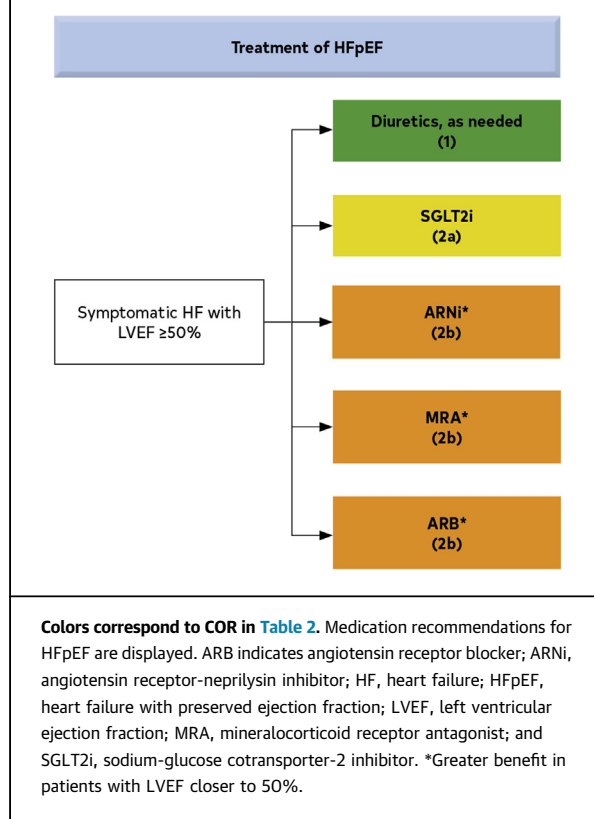 Treatment of HFpEF
Diuretics, as needed
(1)
SGLT2i
(2a)
Symptomatic HF with
LVEF ≥50%
ARNi*
(2b)
MRA*
(2b)
ARB*
(2b)
Colors correspond to COR in Table 2. Medication recommendations for
HFpEF are displayed. ARB indicates angiotensin receptor blocker; ARNi,
angiotensin receptor-neprilysin inhibitor; HF, heart failure; HFpEF,
heart failure with preserved ejection fraction; LVEF, left ventricular
ejection fraction; MRA, mineralocorticoid receptor antagonist; and
SGLT2i, sodium-glucose cotransporter-2 inhibitor. *Greater benefit in
patients with LVEF closer to 50%.